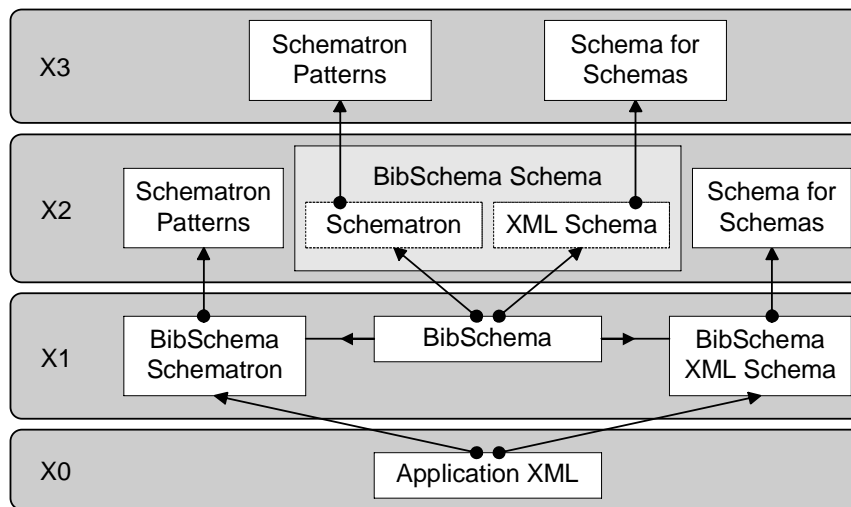 X3
Schematron
Patterns
Schema for
Schemas
X2
Schematron
Patterns
BibSchema Schema
Schematron
XML Schema
Schema for
Schemas
X1
BibSchema
Schematron
BibSchema
BibSchema
XML Schema
X0
Application XML